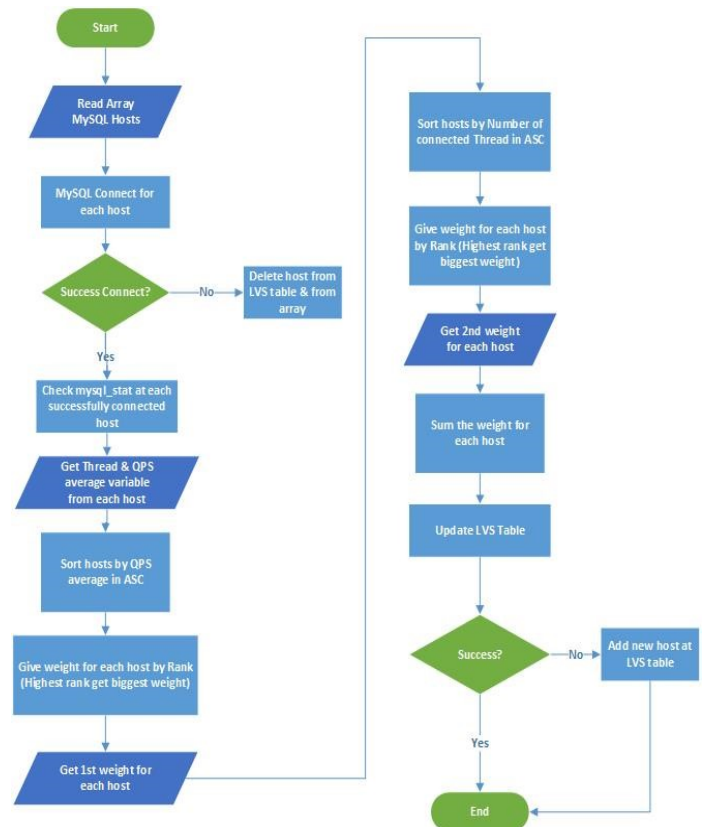 Start
Read Array
MySQL Hosts
MySQL Connect for
each host
Success Connect?
No
Delete host from
LVS table & from
array
Yes
Check mysql_stat at each
successfully connected
host
Get Thread & QPS
average variable
from each host
Sort hosts by QPS
average in ASC
Give weight for each host by Rank
(Highest rank get biggest weight)
Get 1st weight for
each host
Sort hosts by Number of
connected Thread in ASC
Give weight for each host
by Rank (Highest rank get
biggest weight)
Get 2nd weight
for each host
Sum the weight for
each host
Update LVS Table
Success?
No
Add new host at
LVS table
Yes
End